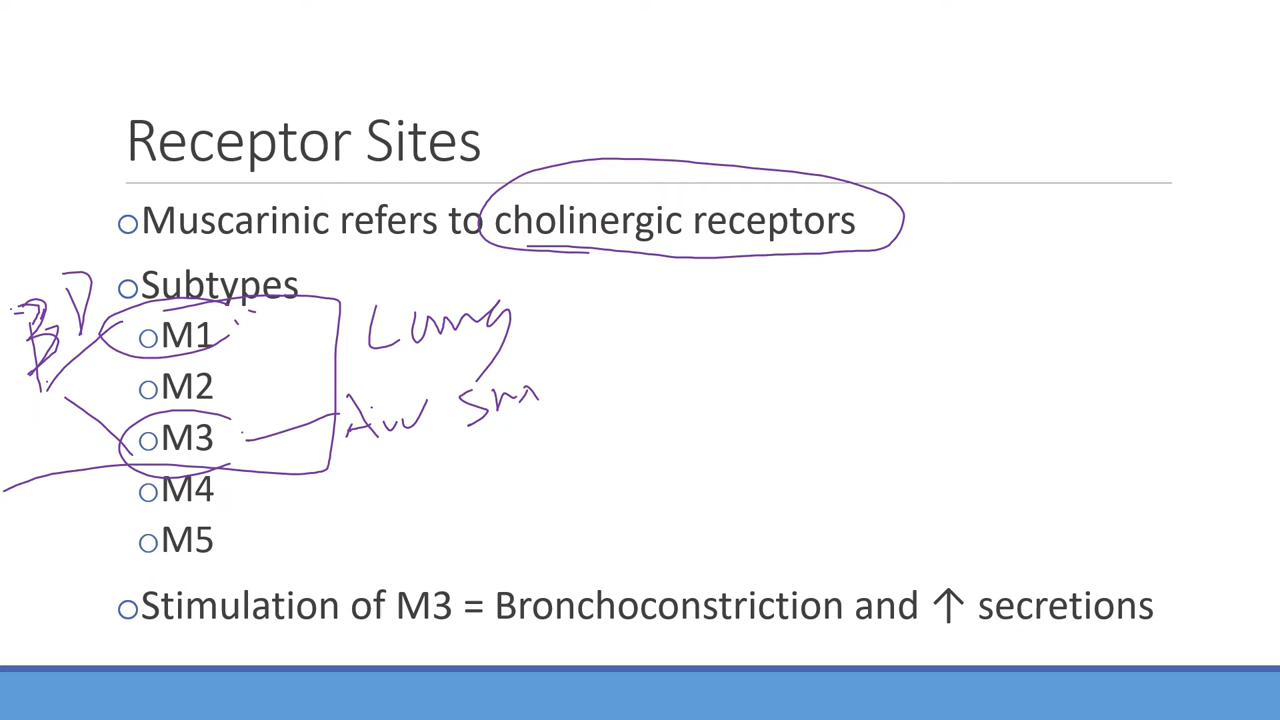 Receptor Sites
Muscarinic refers to cholinergic receptors
Subtypes
M1
M2
M3
M4
M5
Stimulation of M3 = Bronchoconstriction and ↑ secretions
BD
Lung